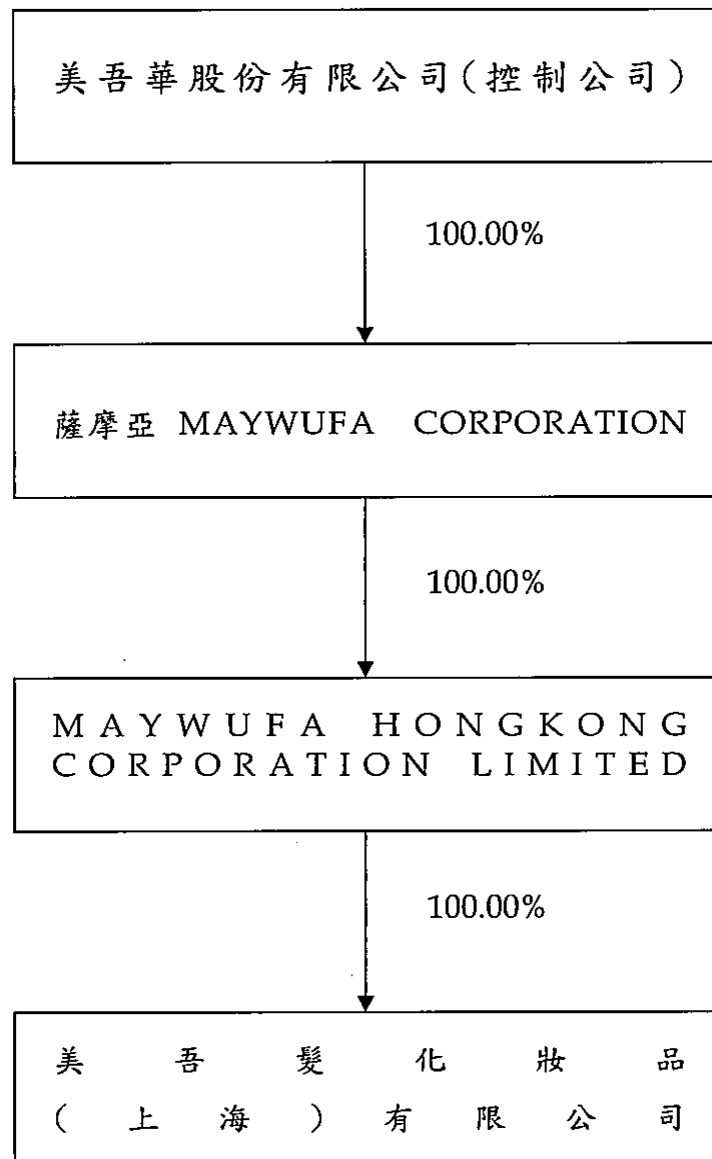 美吾華股份有限公司(控制公司)
100.00%
薩摩亞 MAYWUFA CORPORATION
100.00%
MAYWUFA HONGKONG
CORPORATION LIMITED
100.00%
美吾髮化妝品
(上海)有限公司